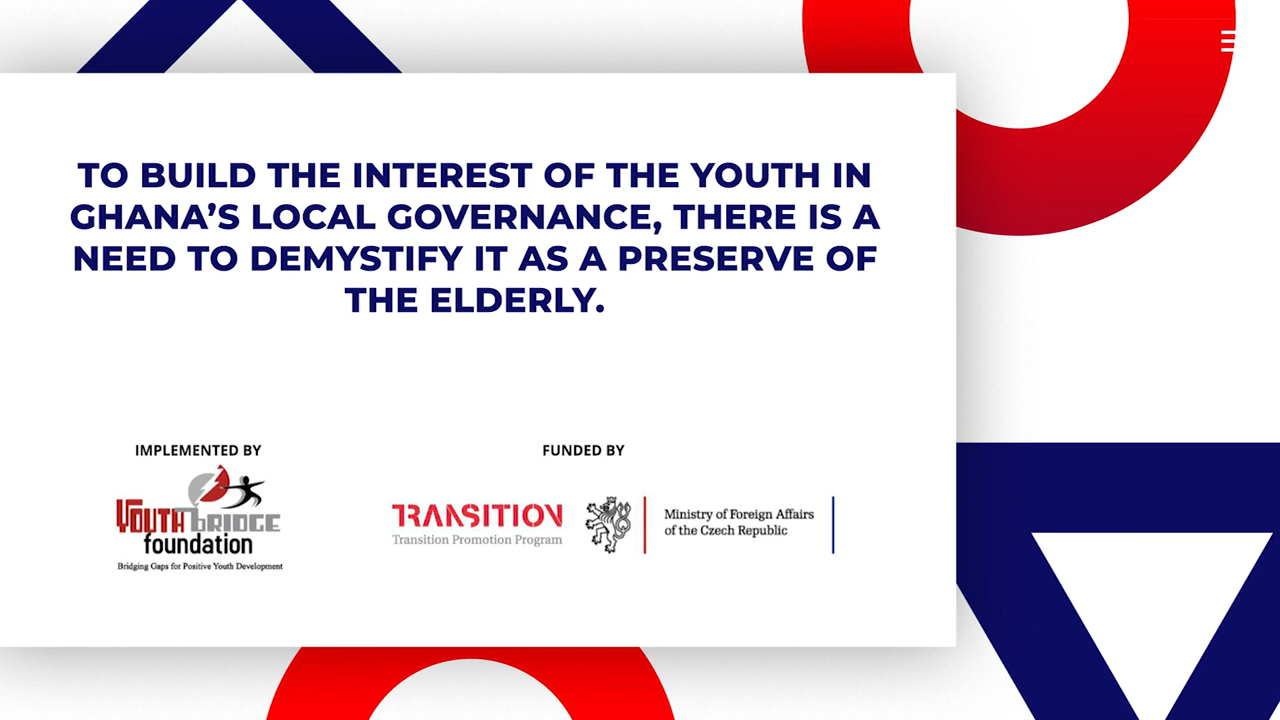 TO BUILD THE INTEREST OF THE YOUTH IN
GHANA’S LOCAL GOVERNANCE, THERE IS A
NEED TO DEMYSTIFY IT AS A PRESERVE OF
THE ELDERLY.
IMPLEMENTED BY
YOUTH BRIDGE
foundation
Bridging Gaps for Positive Youth Development
FUNDED BY
TRANSITION
Transition Promotion Program
Ministry of Foreign Affairs
of the Czech Republic